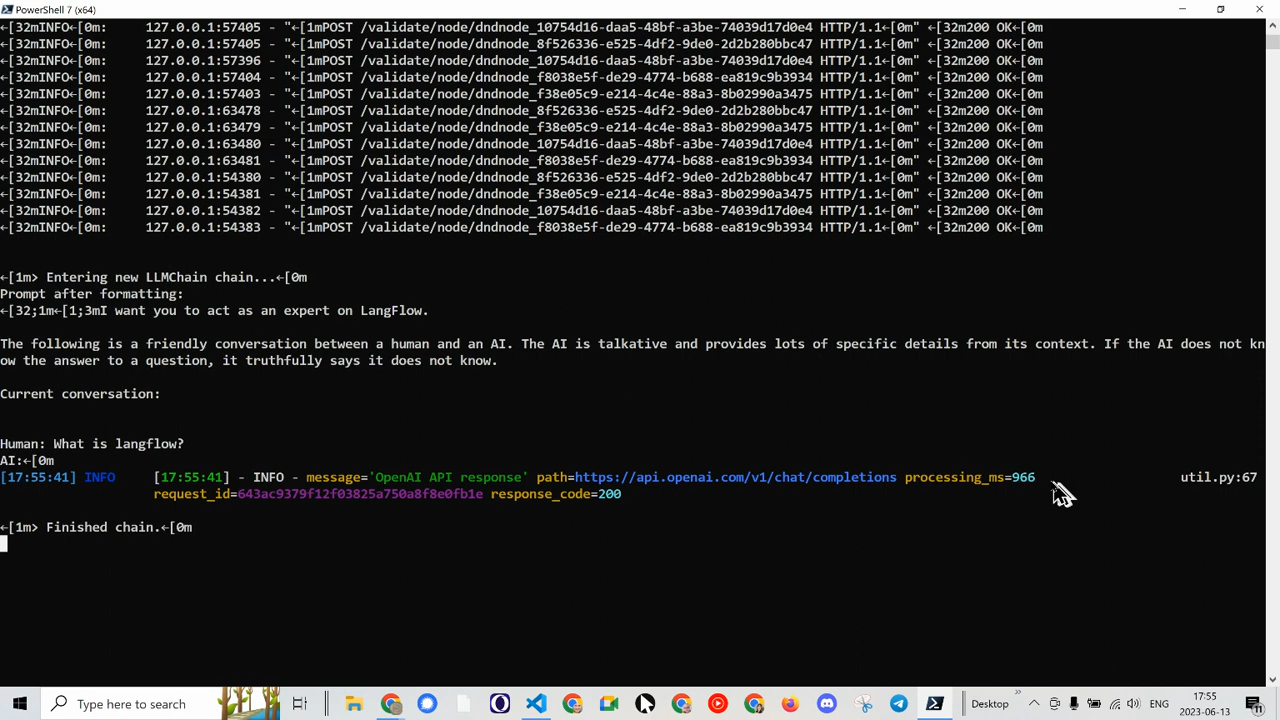 PowerShell 7 (x64)
←[32mINFO←[0m:     127.0.0.1:57405 - "←[1mPOST /validate/node/dndnode_10754d16-daa5-48bf-a3be-74039d17d0e4 HTTP/1.1←[0m" ←[32m200 OK←[0m
←[32mINFO←[0m:     127.0.0.1:57405 - "←[1mPOST /validate/node/dndnode_8f526336-e525-4df2-9de0-2d2b280bbc47 HTTP/1.1←[0m" ←[32m200 OK←[0m
←[32mINFO←[0m:     127.0.0.1:57396 - "←[1mPOST /validate/node/dndnode_10754d16-daa5-48bf-a3be-74039d17d0e4 HTTP/1.1←[0m" ←[32m200 OK←[0m
←[32mINFO←[0m:     127.0.0.1:57404 - "←[1mPOST /validate/node/dndnode_f8038e5f-de29-4774-b688-ea819c9b3934 HTTP/1.1←[0m" ←[32m200 OK←[0m
←[32mINFO←[0m:     127.0.0.1:57403 - "←[1mPOST /validate/node/dndnode_f38e05c9-e214-4c4e-88a3-8b02990a3475 HTTP/1.1←[0m" ←[32m200 OK←[0m
←[32mINFO←[0m:     127.0.0.1:63478 - "←[1mPOST /validate/node/dndnode_8f526336-e525-4df2-9de0-2d2b280bbc47 HTTP/1.1←[0m" ←[32m200 OK←[0m
←[32mINFO←[0m:     127.0.0.1:63479 - "←[1mPOST /validate/node/dndnode_f38e05c9-e214-4c4e-88a3-8b02990a3475 HTTP/1.1←[0m" ←[32m200 OK←[0m
←[32mINFO←[0m:     127.0.0.1:63480 - "←[1mPOST /validate/node/dndnode_10754d16-daa5-48bf-a3be-74039d17d0e4 HTTP/1.1←[0m" ←[32m200 OK←[0m
←[32mINFO←[0m:     127.0.0.1:63481 - "←[1mPOST /validate/node/dndnode_f8038e5f-de29-4774-b688-ea819c9b3934 HTTP/1.1←[0m" ←[32m200 OK←[0m
←[32mINFO←[0m:     127.0.0.1:54380 - "←[1mPOST /validate/node/dndnode_8f526336-e525-4df2-9de0-2d2b280bbc47 HTTP/1.1←[0m" ←[32m200 OK←[0m
←[32mINFO←[0m:     127.0.0.1:54381 - "←[1mPOST /validate/node/dndnode_f38e05c9-e214-4c4e-88a3-8b02990a3475 HTTP/1.1←[0m" ←[32m200 OK←[0m
←[32mINFO←[0m:     127.0.0.1:54382 - "←[1mPOST /validate/node/dndnode_10754d16-daa5-48bf-a3be-74039d17d0e4 HTTP/1.1←[0m" ←[32m200 OK←[0m
←[32mINFO←[0m:     127.0.0.1:54383 - "←[1mPOST /validate/node/dndnode_f8038e5f-de29-4774-b688-ea819c9b3934 HTTP/1.1←[0m" ←[32m200 OK←[0m
←[1m> Entering new LLMChain chain...←[0m
Prompt after formatting:
←[32;1m←[1;3mI want you to act as an expert on LangFlow.
The following is a friendly conversation between a human and an AI. The AI is talkative and provides lots of specific details from its context. If the AI does not kn
ow the answer to a question, it truthfully says it does not know.
Current conversation:
Human: What is langflow?
AI:←[0m
[17:55:41] INFO     [17:55:41] - INFO - message='OpenAI API response' path=https://api.openai.com/v1/chat/completions processing_ms=966 util.py:67
request_id=643ac9379f12f03825a750a8f8e0fb1e response_code=200
←[1m> Finished chain.←[0m
Type here to search
Desktop
ENG
17:55
2023-06-13
11